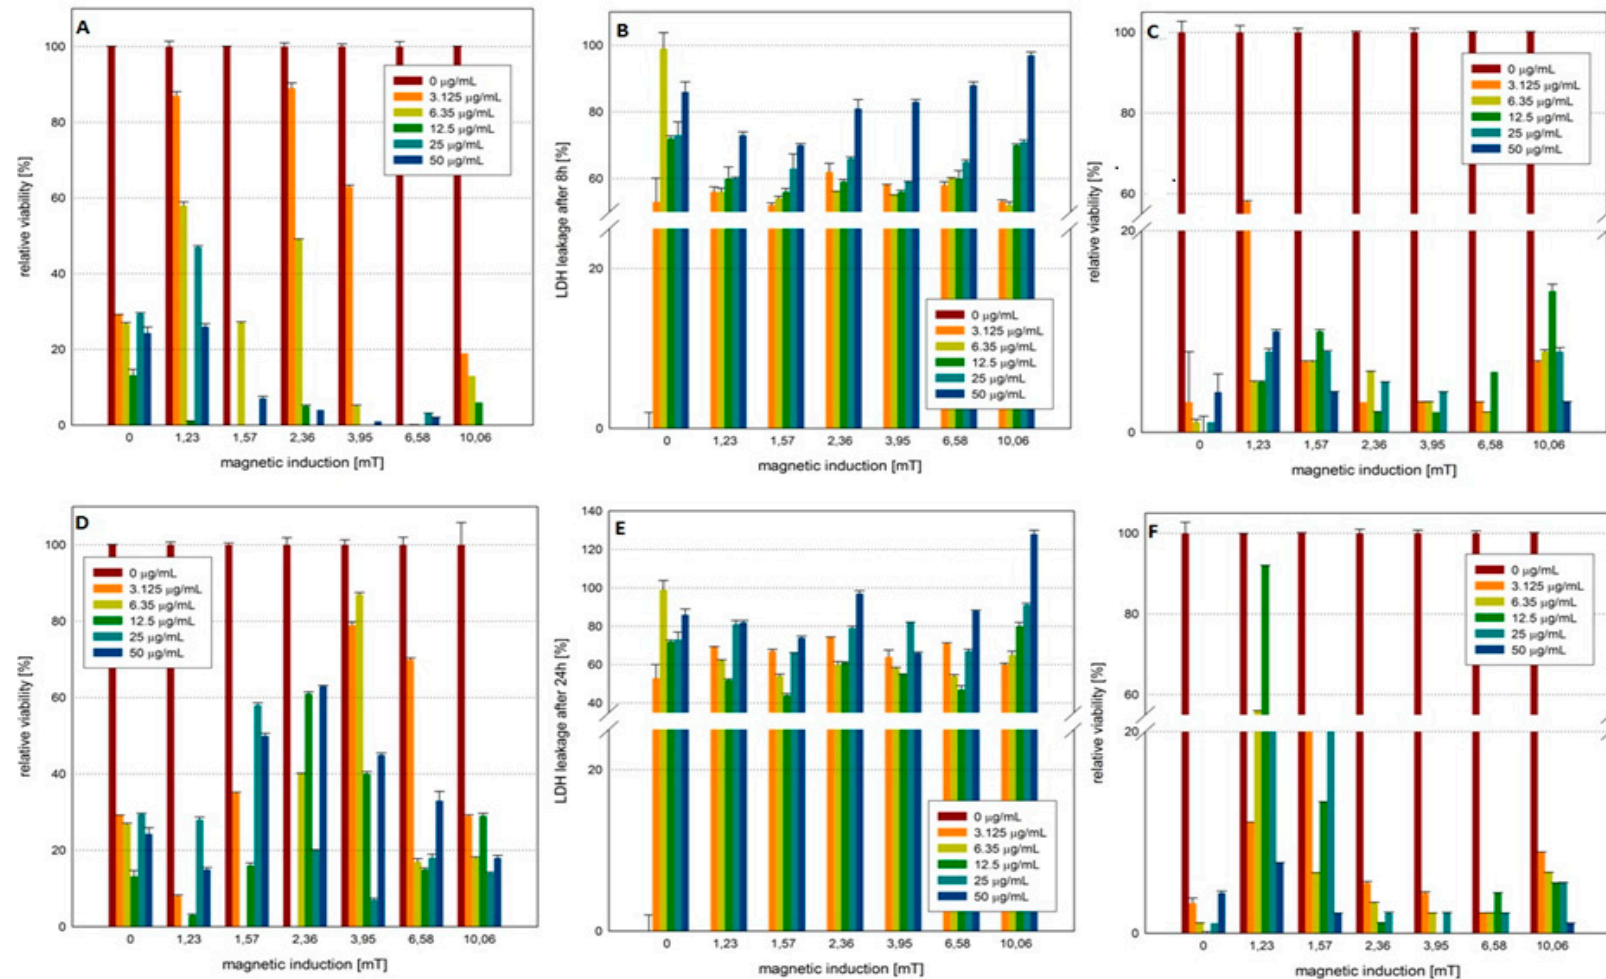 A
relative viability [%]
100
80
60
40
20
0
0 µg/mL
3.125 µg/mL
6.35 µg/mL
12.5 µg/mL
25 µg/mL
50 µg/mL
0 1,23 1,57 2,36 3,95 6,58 10,06
magnetic induction [mT]
B
LDH leakage after 8h [%]
100
80
60
20
0
0 µg/mL
3.125 µg/mL
6.35 µg/mL
12.5 µg/mL
25 µg/mL
50 µg/mL
0 1,23 1,57 2,36 3,95 6,58 10,06
magnetic induction [mT]
C
relative viability [%]
100
80
60
20
0
0 µg/mL
3.125 µg/mL
6.35 µg/mL
12.5 µg/mL
25 µg/mL
50 µg/mL
0 1,23 1,57 2,36 3,95 6,58 10,06
magnetic induction [mT]
D
relative viability [%]
100
80
60
40
20
0
0 µg/mL
3.125 µg/mL
6.35 µg/mL
12.5 µg/mL
25 µg/mL
50 µg/mL
0 1,23 1,57 2,36 3,95 6,58 10,06
magnetic induction [mT]
E
LDH leakage after 24h [%]
140
120
100
80
60
40
20
0
0 µg/mL
3.125 µg/mL
6.35 µg/mL
12.5 µg/mL
25 µg/mL
50 µg/mL
0 1,23 1,57 2,36 3,95 6,58 10,06
magnetic induction [mT]
F
relative viability [%]
100
80
60
20
0
0 µg/mL
3.125 µg/mL
6.35 µg/mL
12.5 µg/mL
25 µg/mL
50 µg/mL
0 1,23 1,57 2,36 3,95 6,58 10,06
magnetic induction [mT]